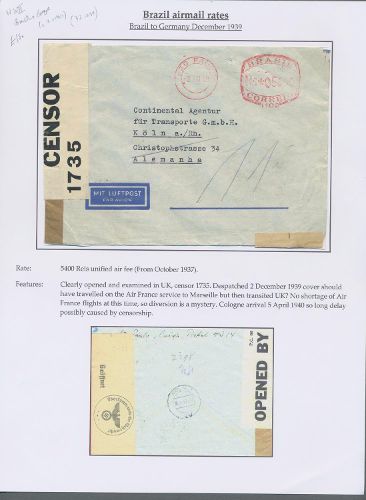 Brazil airmail rates
Brazil to Germany December 1939
CENSOR
1735
BRASIL
CORREIO
Continental Agentur
für Transporte G.m.b.H.
Köln a./Rh.
Christophstrasse 34
Alemanha
MIT LUFTPOST
PAR AVION
Rate: 5400 Reis unified air fee (From October 1937).
Features: Clearly opened and examined in UK, censor 1735. Despatched 2 December 1939 cover should
have travelled on the Air France service to Marseille but then transited UK? No shortage of Air
France flights at this time, so diversion is a mystery. Cologne arrival 5 April 1940 so long delay
possibly caused by censorship.
Geöffnet
OPENED BY